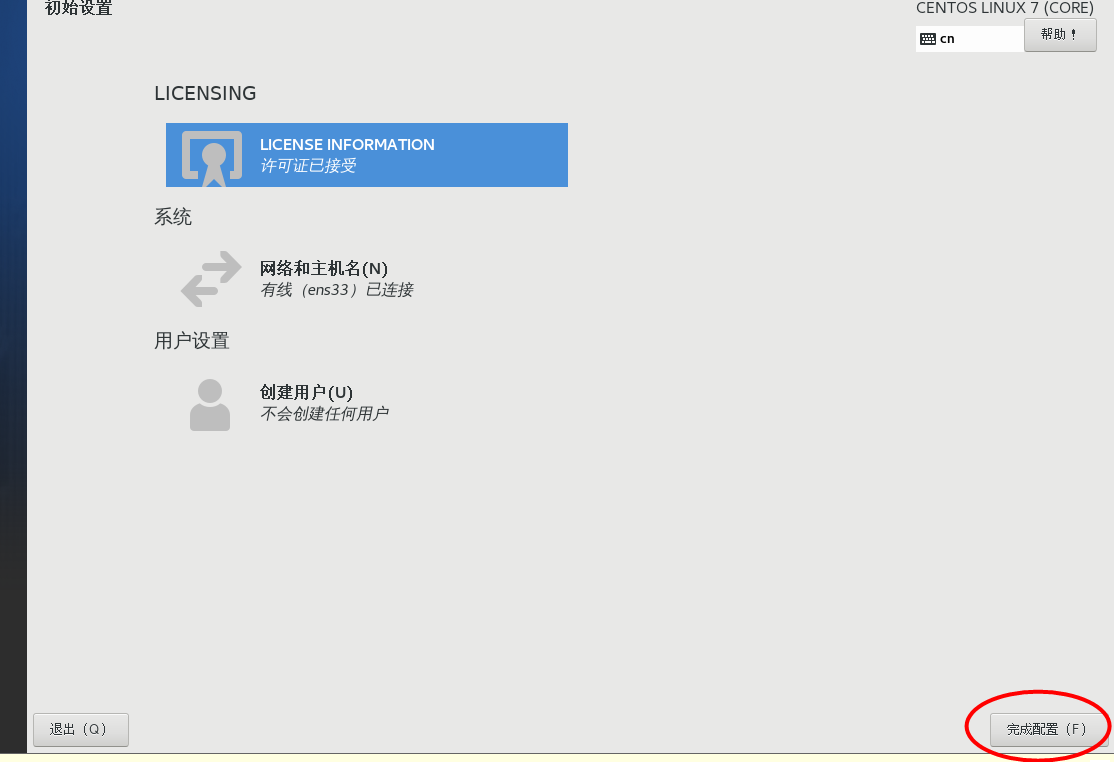 初始设置
CENTOS LINUX 7 (CORE)
cn
帮助！
LICENSING
LICENSE INFORMATION
许可证已接受
系统
网络和主机名(N)
有线（ens33）已连接
用户设置
创建用户(U)
不会创建任何用户
退出（Q）
完成配置（F）